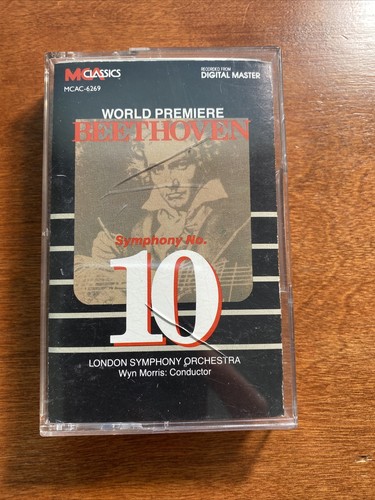 MCA CLASSICS
MCAC-6269
RECORDED FROM
DIGITAL MASTER
WORLD PREMIERE
BEETHOVEN
Symphony No.
10
LONDON SYMPHONY ORCHESTRA
Wyn Morris: Conductor